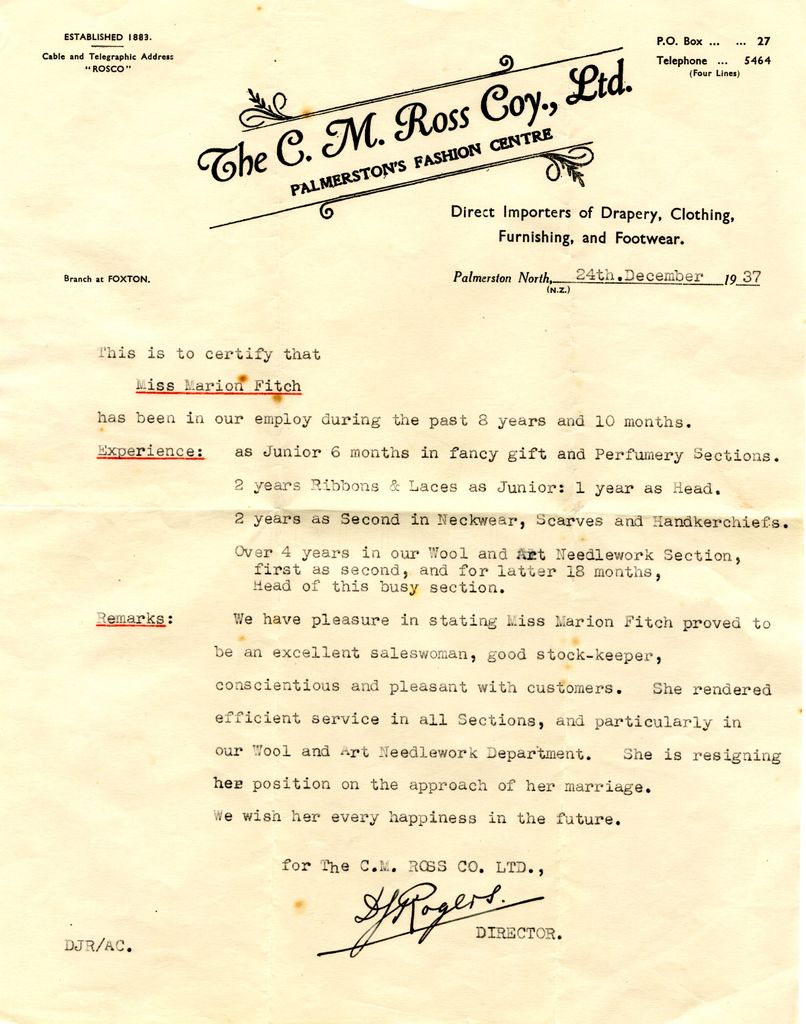 ESTABLISHED 1883.
Cable and Telegraphic Address
"ROSCO"
P.O. Box ... ... 27
Telephone ... 5464
(Four Lines)
The C. M. Ross Coy., Ltd.
PALMERSTON'S FASHION CENTRE
Direct Importers of Drapery, Clothing,
Furnishing, and Footwear.
Branch at FOXTON.
Palmerston North, 24th.December 1937
(N.Z.)
This is to certify that
Miss Marion Fitch
has been in our employ during the past 8 years and 10 months.
Experience: as Junior 6 months in fancy gift and Perfumery Sections.
2 years Ribbons & Laces as Junior: 1 year as Head.
2 years as Second in Neckwear, Scarves and Handkerchiefs.
Over 4 years in our Wool and Art Needlework Section,
first as second, and for latter 18 months,
Head of this busy section.
Remarks: We have pleasure in stating Miss Marion Fitch proved to
be an excellent saleswoman, good stock-keeper,
conscientious and pleasant with customers. She rendered
efficient service in all Sections, and particularly in
our Wool and Art Needlework Department. She is resigning
her position on the approach of her marriage.
We wish her every happiness in the future.
for The C.M. ROSS CO. LTD.,
DJRogers.
DIRECTOR.
DJR/AC.